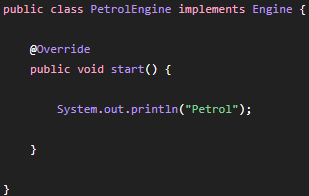 public class PetrolEngine implements Engine {
@Override
public void start() {
System.out.println("Petrol");
}
}